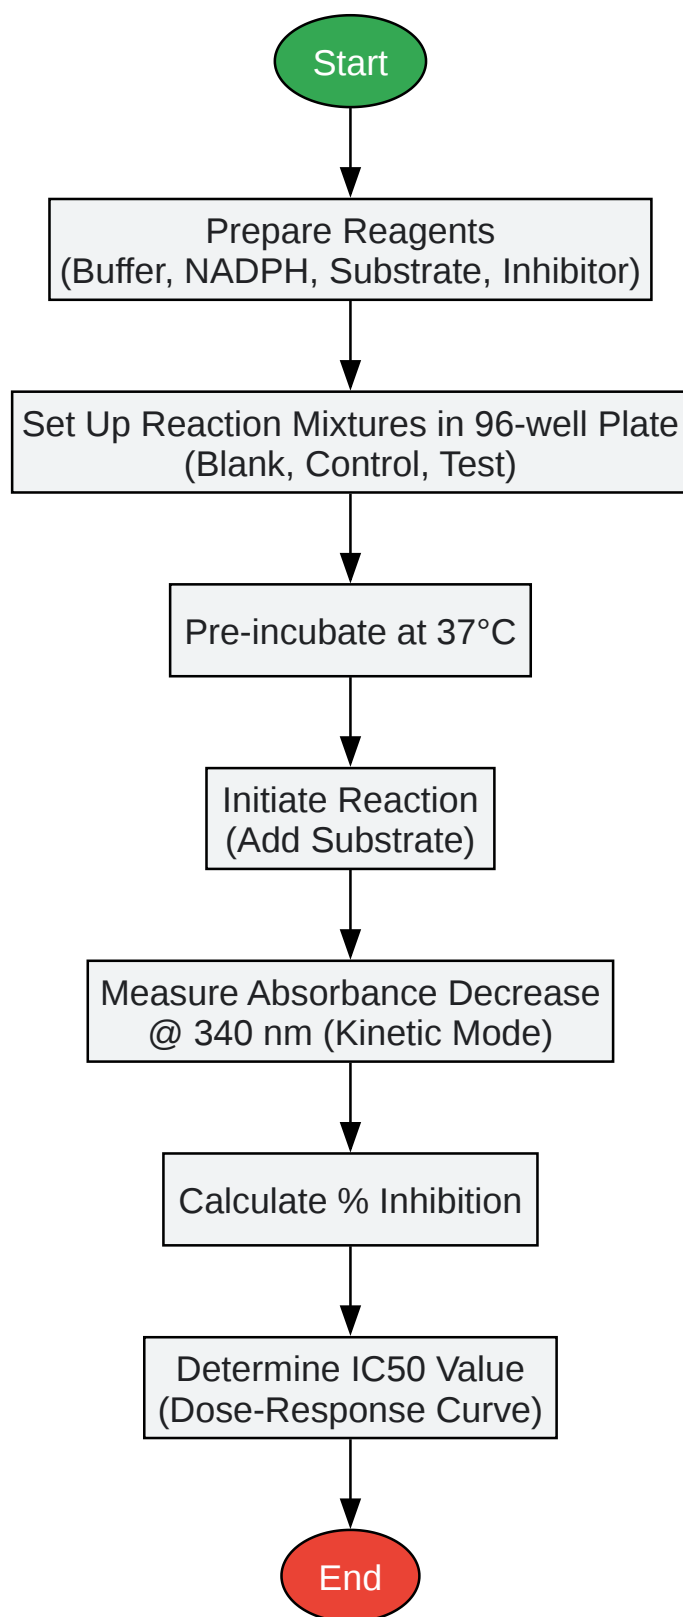 Start
Prepare Reagents
(Buffer, NADPH, Substrate, Inhibitor)
Set Up Reaction Mixtures in 96-well Plate
(Blank, Control, Test)
Pre-incubate at 37°C
Initiate Reaction
(Add Substrate)
Measure Absorbance Decrease
@ 340 nm (Kinetic Mode)
Calculate % Inhibition
Determine IC50 Value
(Dose-Response Curve)
End